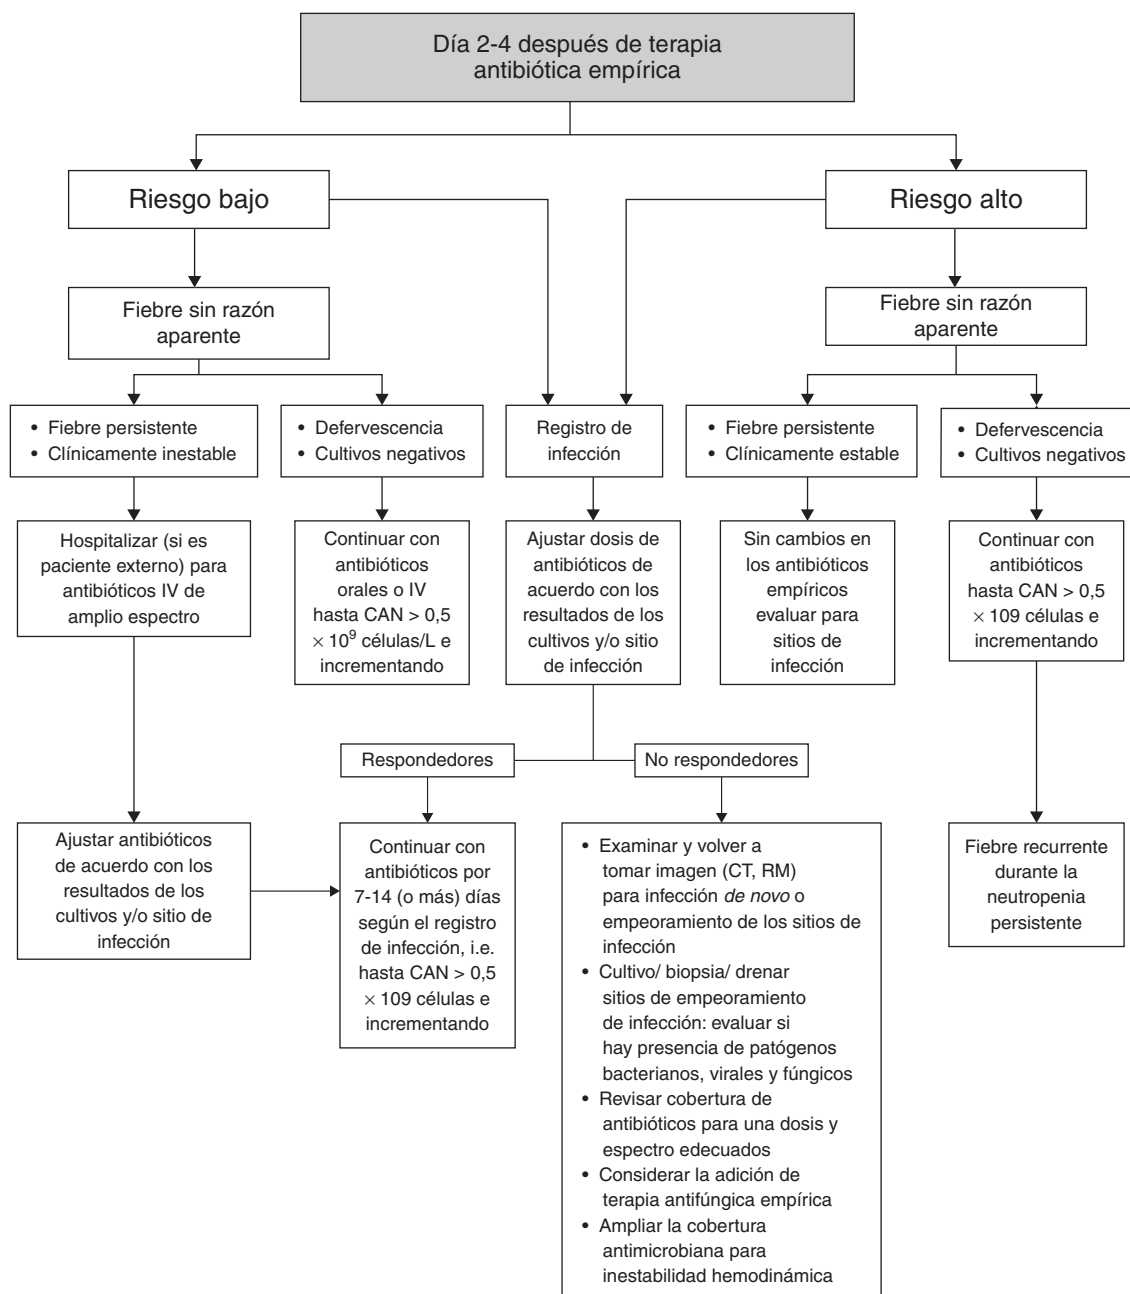 Día 2-4 después de terapia
antibiótica empírica
Riesgo bajo
Riesgo alto
Fiebre sin razón
aparente
Fiebre sin razón
aparente
• Fiebre persistente
• Clínicamente inestable
• Defervescencia
• Cultivos negativos
Registro de
infección
• Fiebre persistente
• Clínicamente estable
• Defervescencia
• Cultivos negativos
Hospitalizar (si es
paciente externo) para
antibióticos IV de
amplio espectro
Continuar con
antibióticos
orales o IV
hasta CAN > 0,5
× 10⁹ células/L e
incrementando
Ajustar dosis de
antibióticos de
acuerdo con los
resultados de los
cultivos y/o sitio
de infección
Sin cambios en
los antibióticos
empíricos
evaluar para
sitios de
infección
Continuar con
antibióticos
hasta CAN > 0,5
× 109 células e
incrementando
Respondedores
No respondedores
Ajustar antibióticos
de acuerdo con los
resultados de los
cultivos y/o sitio de
infección
Continuar con
antibióticos por
7-14 (o más) días
según el registro
de infección, i.e.
hasta CAN > 0,5
× 109 células e
incrementando
• Examinar y volver a
tomar imagen (CT, RM)
para infección de novo o
empeoramiento de los sitios de
infección
• Cultivo/ biopsia/ drenar
sitios de empeoramiento
de infección: evaluar si
hay presencia de patógenos
bacterianos, virales y fúngicos
• Revisar cobertura de
antibióticos para una dosis y
espectro edecuados
• Considerar la adición de
terapia antifúngica empírica
• Ampliar la cobertura
antimicrobiana para
inestabilidad hemodinámica
Fiebre recurrente
durante la
neutropenia
persistente